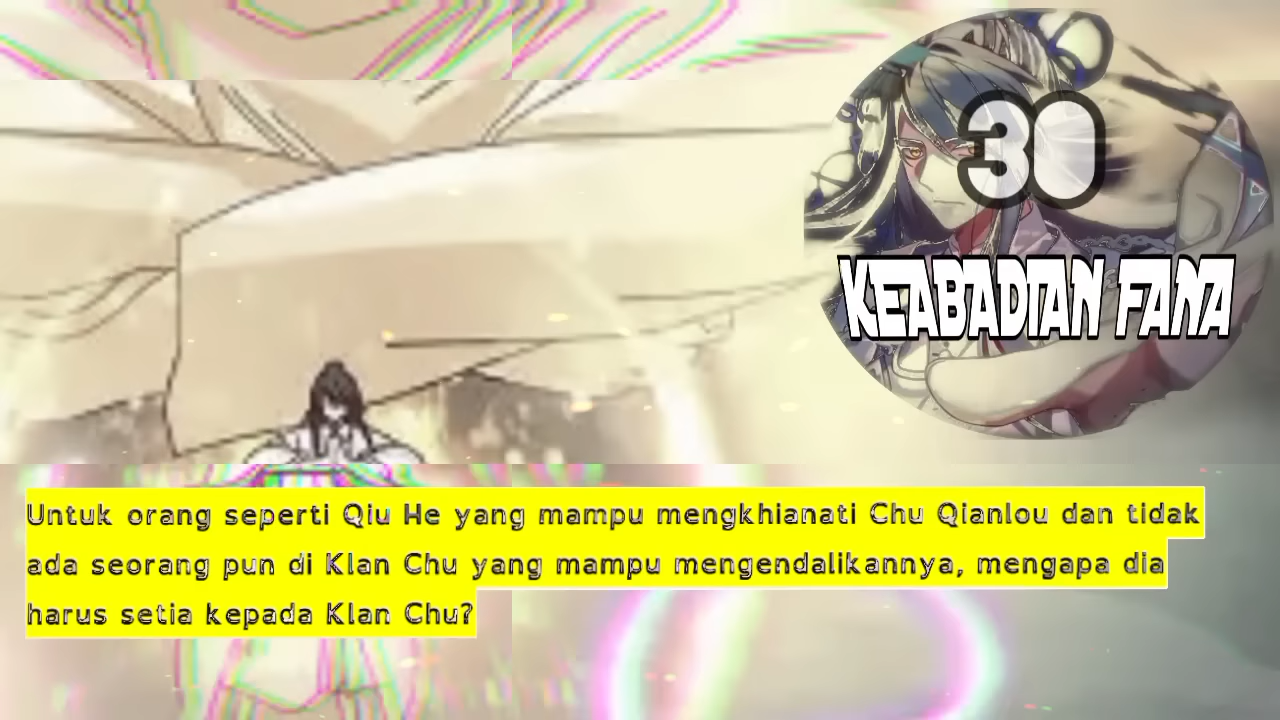 30
KEABADIAN FANA
Untuk orang seperti Qiu He yang mampu mengkhianati Chu Qianlou dan tidak
ada seorang pun di Klan Chu yang mampu mengendalikannya, mengapa dia
harus setia kepada Klan Chu?